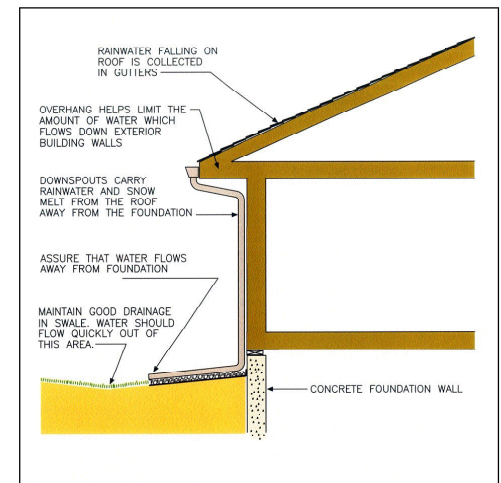 RAINWATER FALLING ON
ROOF IS COLLECTED
IN GUTTERS
OVERHANG HELPS LIMIT THE
AMOUNT OF WATER WHICH
FLOWS DOWN EXTERIOR
BUILDING WALLS
DOWNSPOUTS CARRY
RAINWATER AND SNOW
MELT FROM THE ROOF
AWAY FROM THE FOUNDATION
ASSURE THAT WATER FLOWS
AWAY FROM FOUNDATION
MAINTAIN GOOD DRAINAGE
IN SWALE. WATER SHOULD
FLOW QUICKLY OUT OF
THIS AREA.
CONCRETE FOUNDATION WALL